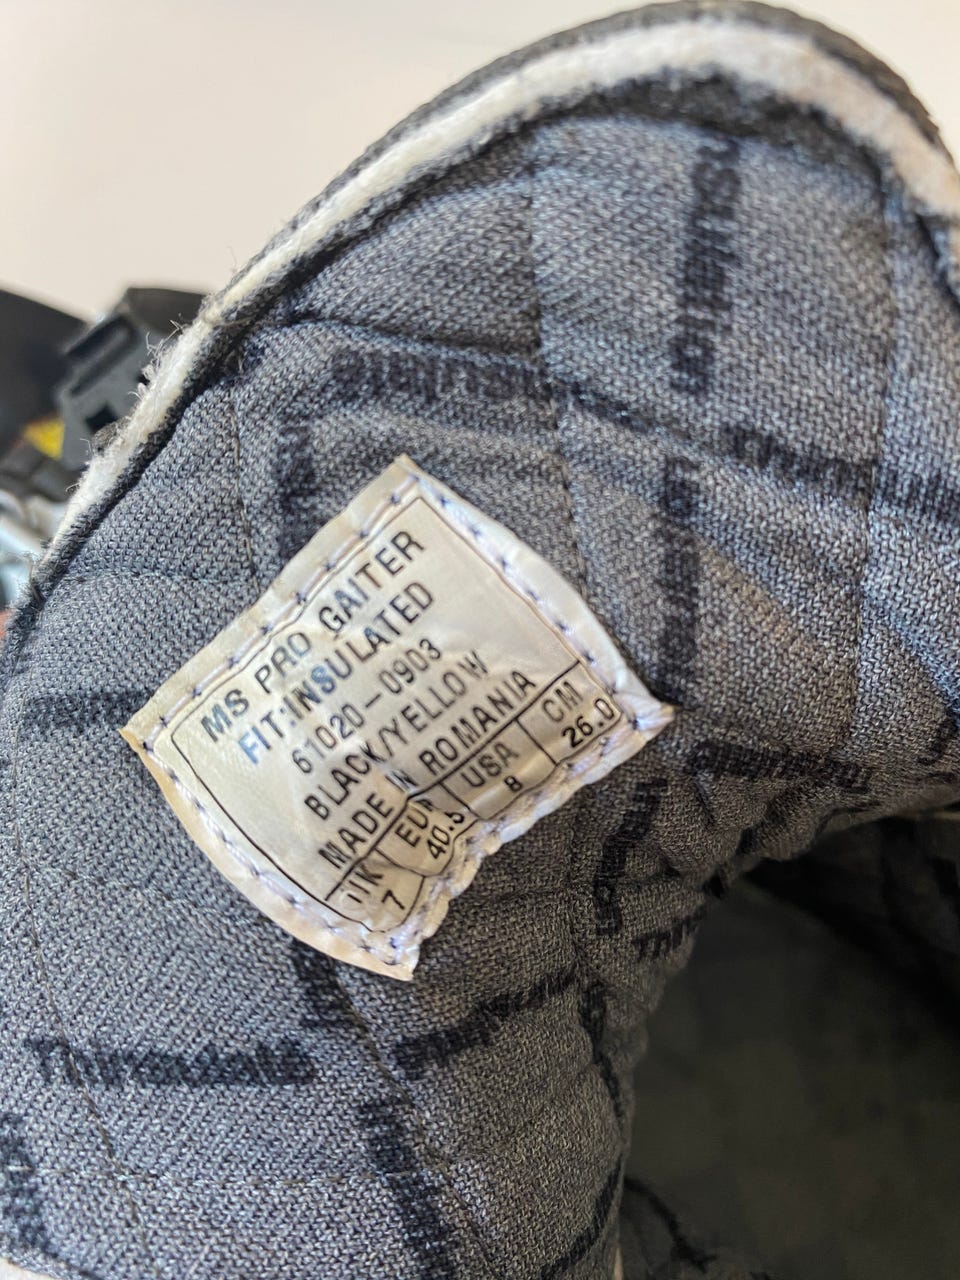 MS PRO GAITER
FIT:INSULATED
61020-0903
BLACK/YELLOW
MADE IN ROMANIA
UK EUR USA CM
7 40.5 8 26.0